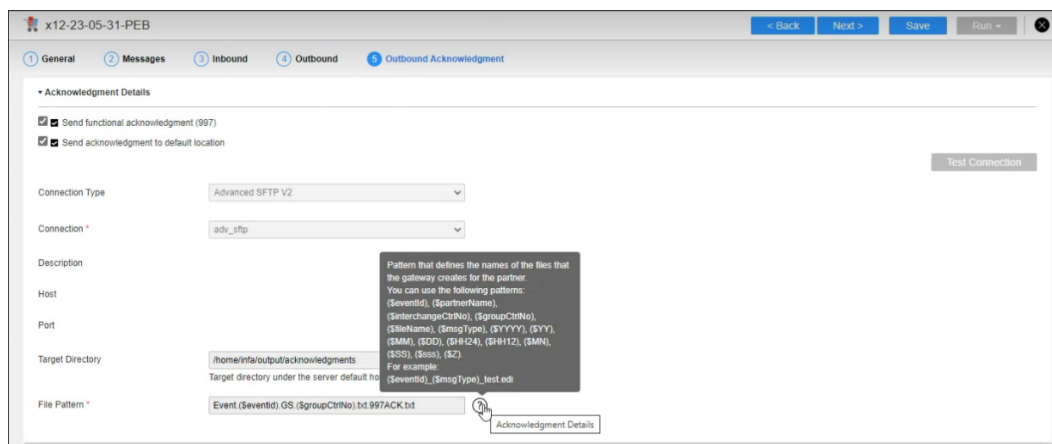 x12-23-05-31-PEB
< Back
Next >
Save
Run
1 General
2 Messages
3 Inbound
4 Outbound
5 Outbound Acknowledgment
Acknowledgment Details
Send functional acknowledgment (997)
Send acknowledgment to default location
Test Connection
Connection Type
Advanced SFTP V2
Connection *
adv_sftp
Description
Host
Port
Pattern that defines the names of the files that
the gateway creates for the partner.
You can use the following patterns:
($eventId), ($partnerName),
($interchangeCtrlNo), ($groupCtrlNo),
($fileName), ($msgType), ($YYYY), ($YY),
($MM), ($DD), ($HH24), ($HH12), ($MN),
($SS), ($sss), ($Z).
For example:
($eventId)_($msgType)_test.edi
Target Directory
/home/infa/output/acknowledgments
Target directory under the server default ho
File Pattern *
Event.($eventid).GS.($groupCtrlNo).txt.997ACK.txt
?
Acknowledgment Details